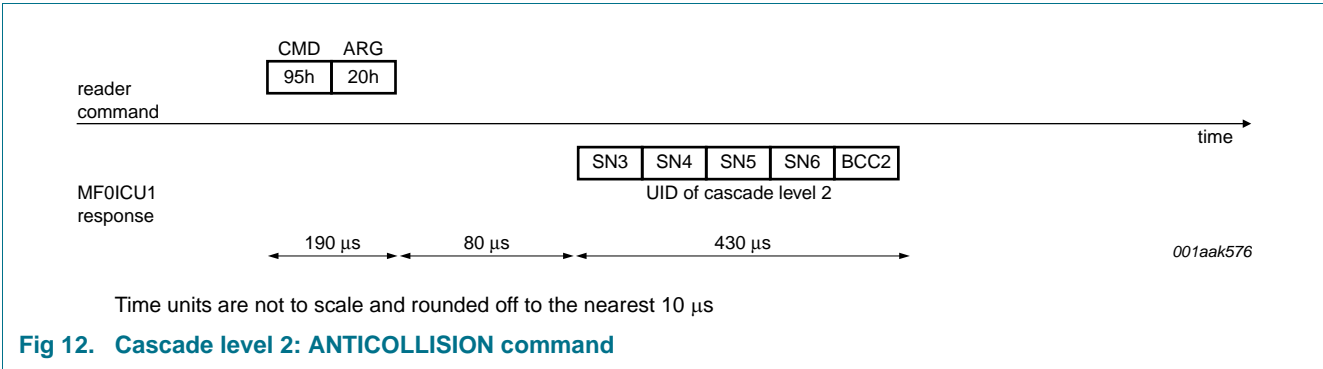 CMD ARG
95h 20h
reader
command
time
SN3 SN4 SN5 SN6 BCC2
MF0ICU1
response
UID of cascade level 2
190 μs 80 μs 430 μs
001aak576
Time units are not to scale and rounded off to the nearest 10 μs
Fig 12. Cascade level 2: ANTICOLLISION command